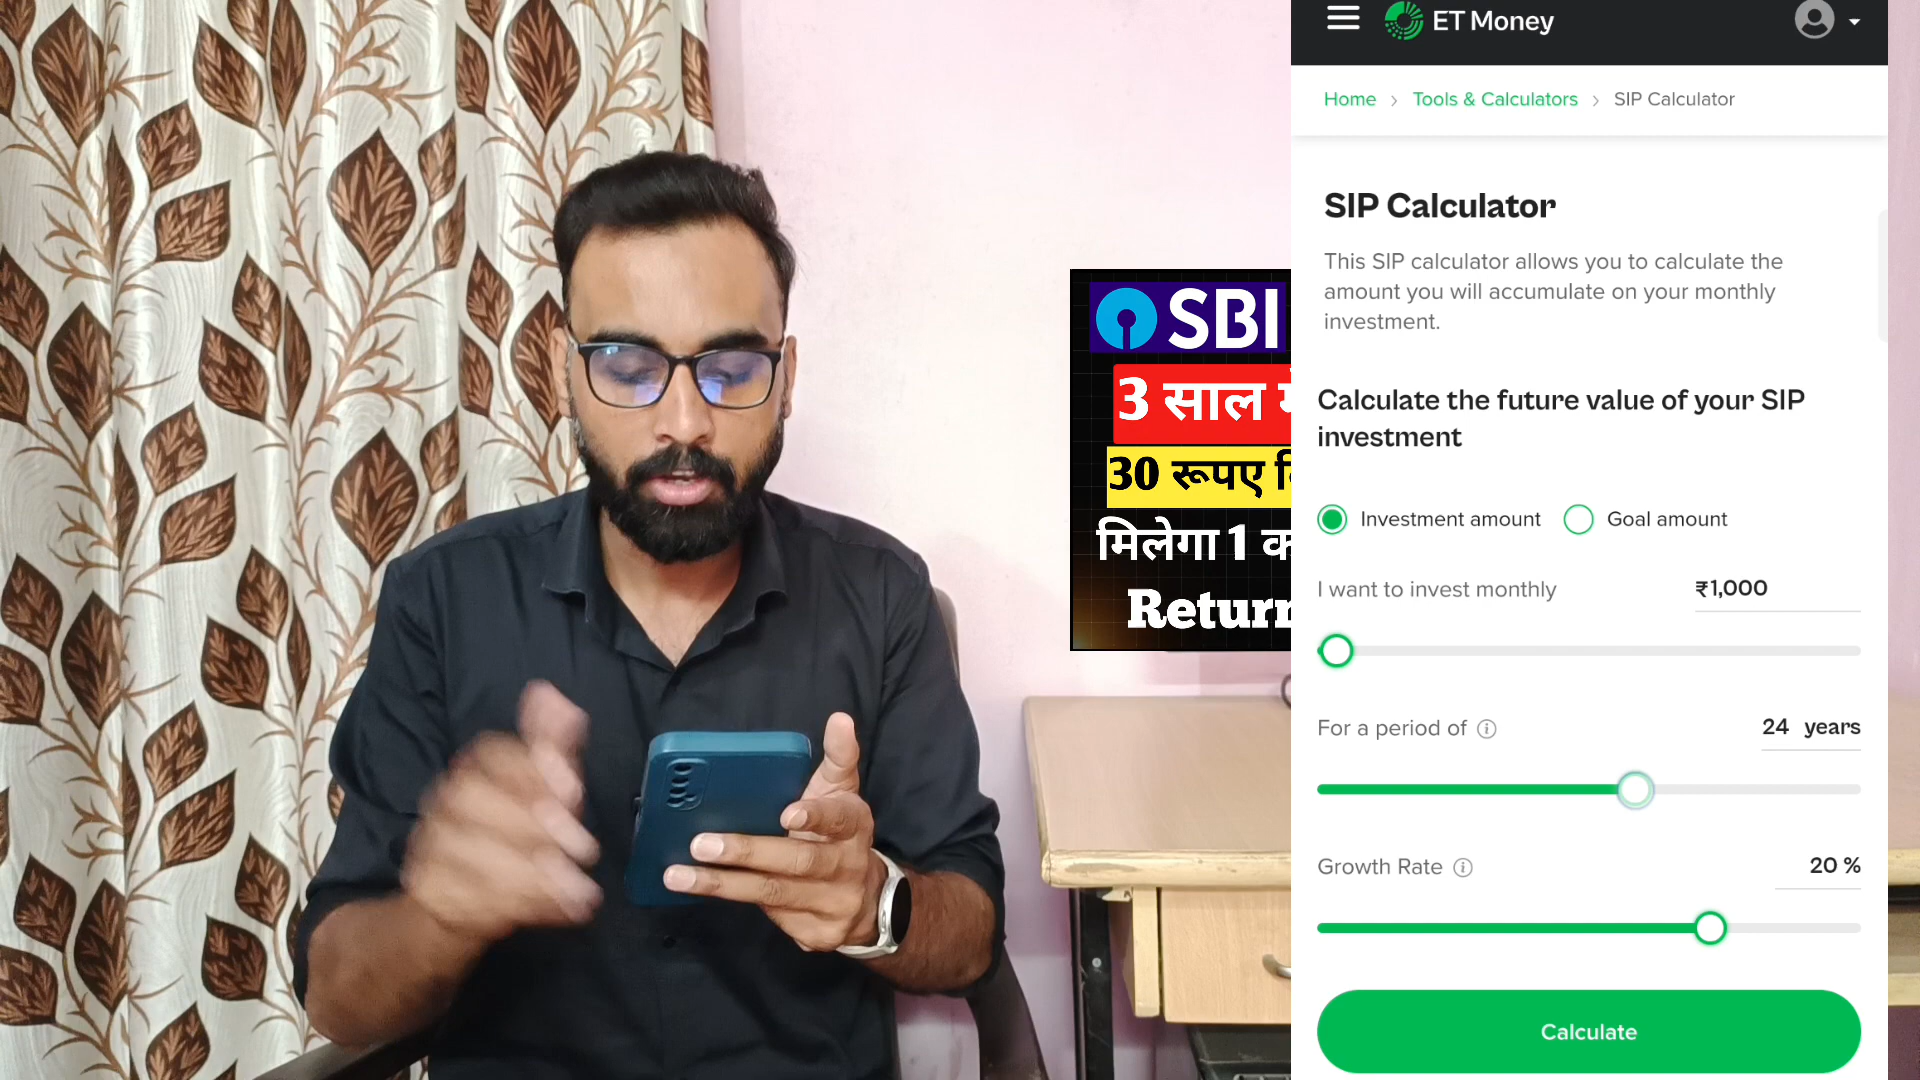 SBI
3 साल
30 रूपए
मिलेगा 1
Return
ET Money
Home > Tools & Calculators > SIP Calculator
SIP Calculator
This SIP calculator allows you to calculate the
amount you will accumulate on your monthly
investment.
Calculate the future value of your SIP
investment
Investment amount Goal amount
I want to invest monthly ₹1,000
For a period of 24 years
Growth Rate 20 %
Calculate